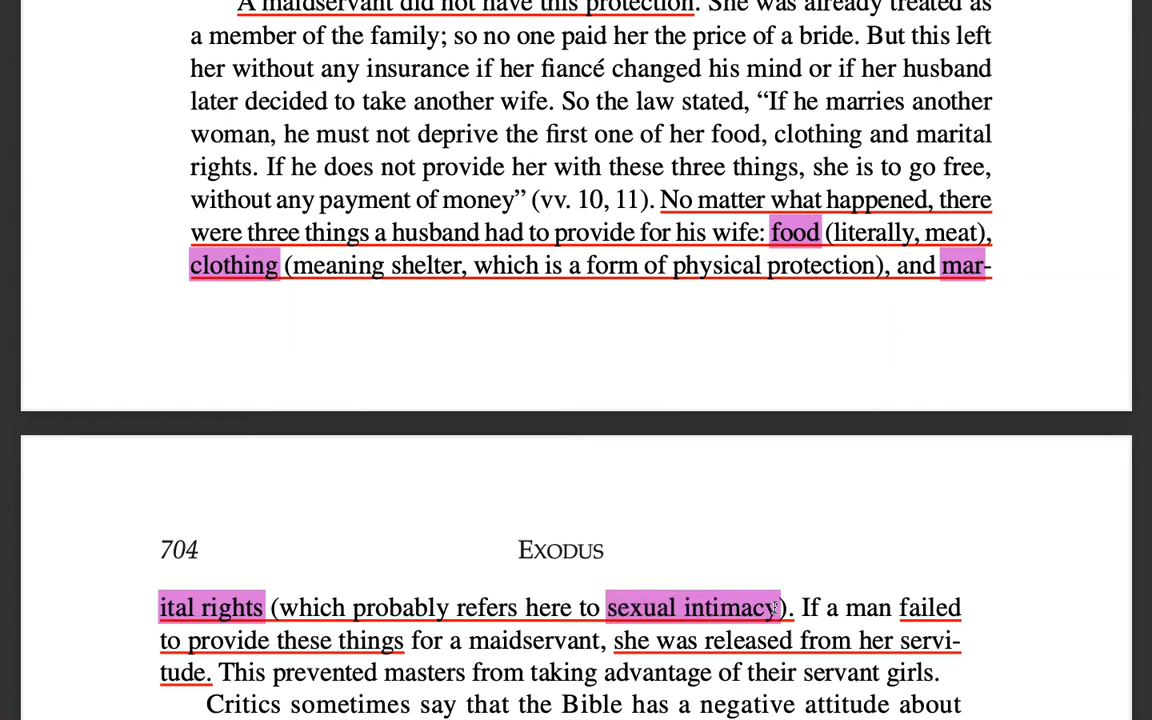 A maidservant did not have this protection. She was already treated as
a member of the family; so no one paid her the price of a bride. But this left
her without any insurance if her fiancé changed his mind or if her husband
later decided to take another wife. So the law stated, “If he marries another
woman, he must not deprive the first one of her food, clothing and marital
rights. If he does not provide her with these three things, she is to go free,
without any payment of money” (vv. 10, 11). No matter what happened, there
were three things a husband had to provide for his wife: food (literally, meat),
clothing (meaning shelter, which is a form of physical protection), and mar-
704 EXODUS
ital rights (which probably refers here to sexual intimacy). If a man failed
to provide these things for a maidservant, she was released from her servi-
tude. This prevented masters from taking advantage of their servant girls.
Critics sometimes say that the Bible has a negative attitude about